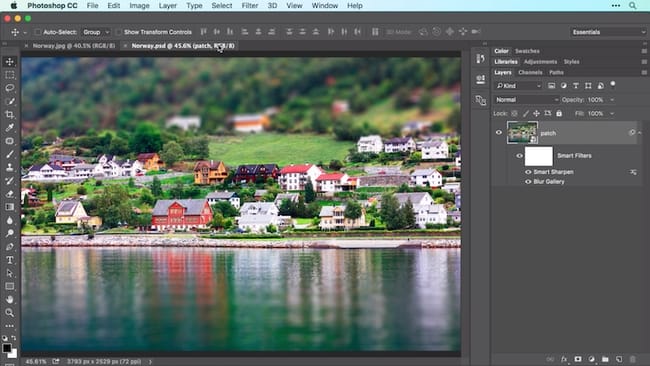 Photoshop CC File Edit Image Layer Type Select Filter 3D View Window Help
Auto-Select: Group Show Transform Controls 3D Mode: Essentials
× Norway.jpg @ 40.5% (RGB/8) × Norway.psd @ 45.6% (patch, RGB/8)
Color Swatches
Libraries Adjustments Styles
Layers Channels Paths
Kind
Normal Opacity: 100%
Lock: Fill: 100%
patch
Smart Filters
Smart Sharpen
Blur Gallery
45.61% 3793 px x 2529 px (72 ppi)
fx